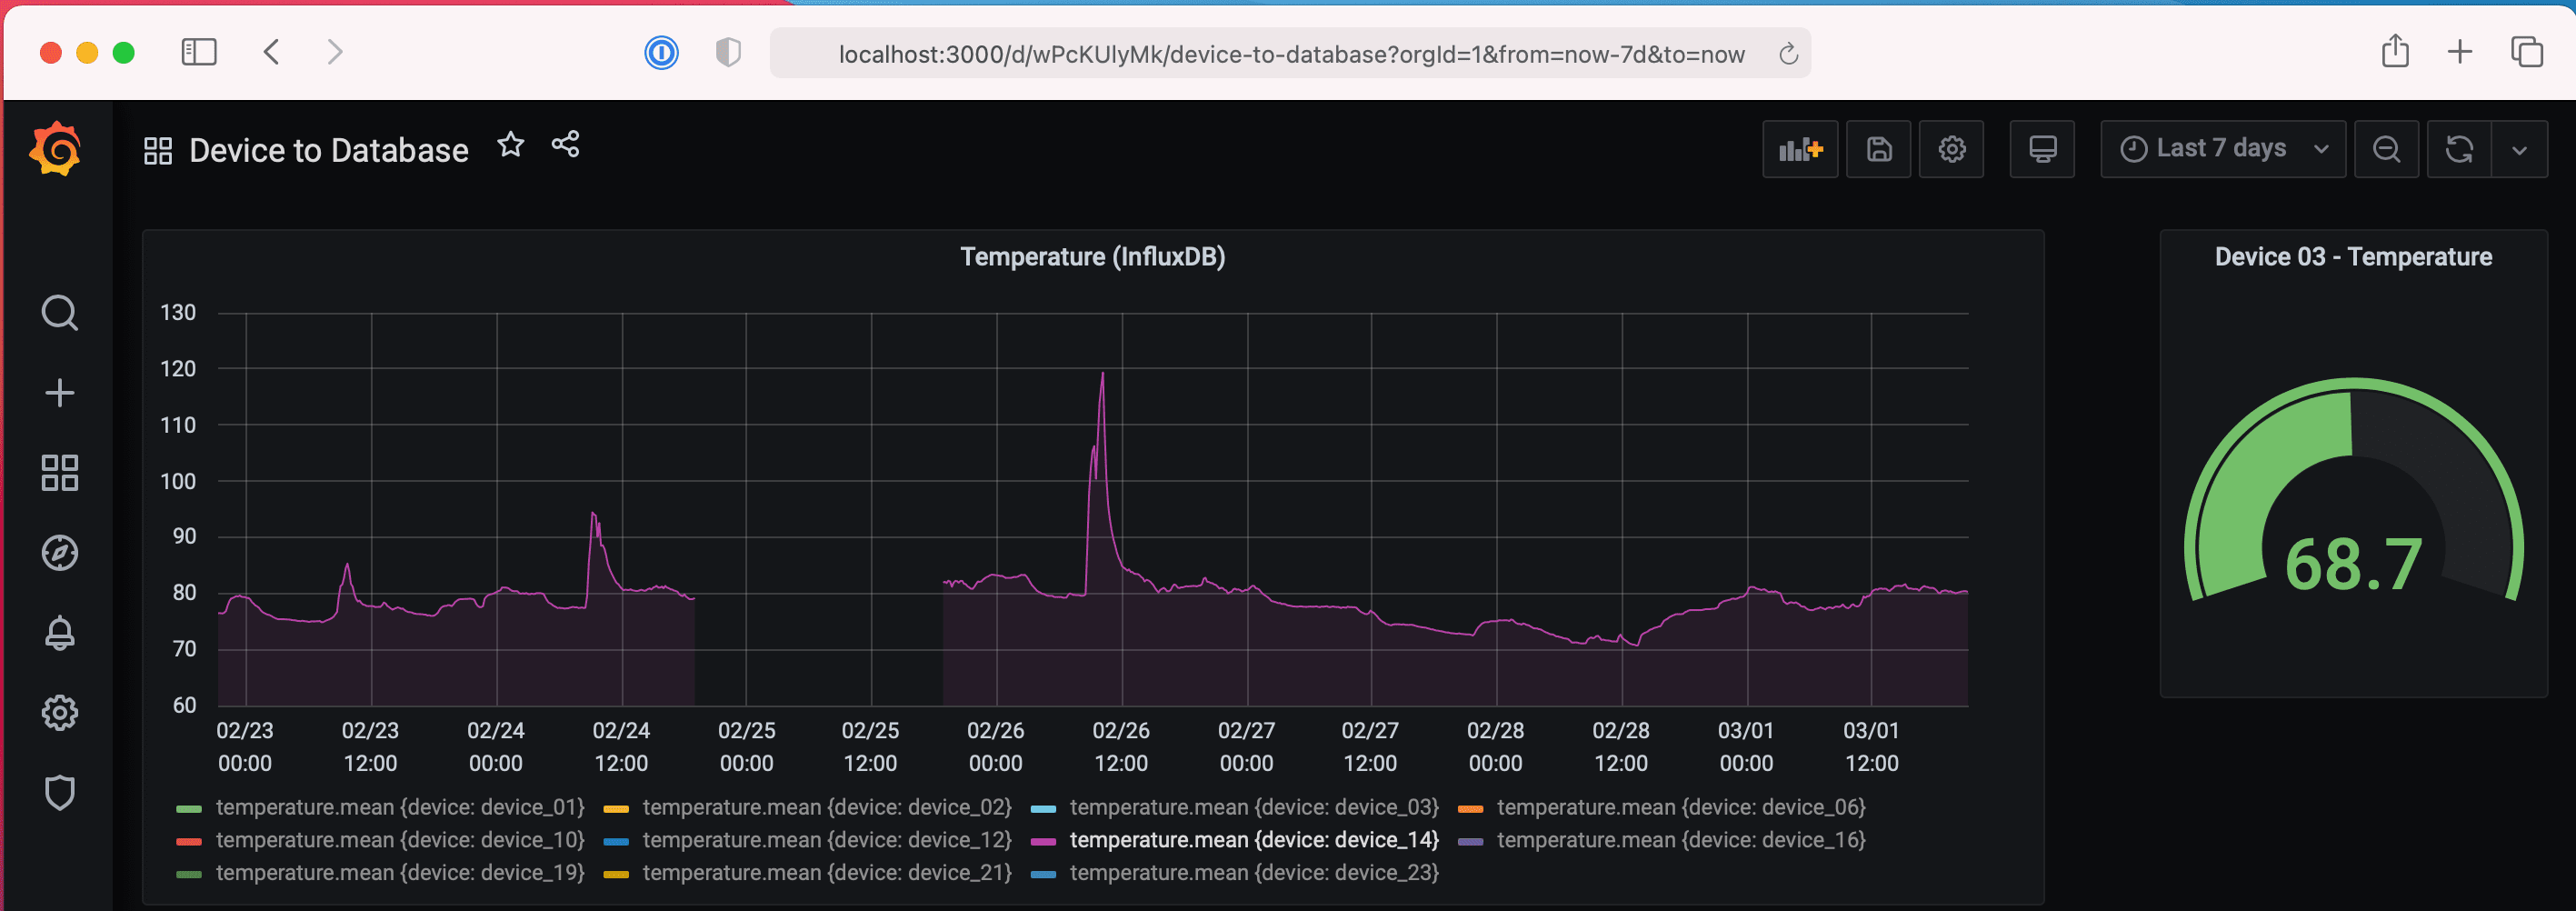 localhost:3000/d/wPcKUlyMk/device-to-database?orgId=1&from=now-7d&to=now
Device to Database
Last 7 days
Temperature (InfluxDB)
130
120
110
100
90
80
70
60
02/23 02/23 02/24 02/24 02/25 02/25 02/26 02/26 02/27 02/27 02/28 02/28 03/01 03/01
00:00 12:00 00:00 12:00 00:00 12:00 00:00 12:00 00:00 12:00 00:00 12:00 00:00 12:00
temperature.mean {device: device_01} temperature.mean {device: device_02} temperature.mean {device: device_03} temperature.mean {device: device_06}
temperature.mean {device: device_10} temperature.mean {device: device_12} temperature.mean {device: device_14} temperature.mean {device: device_16}
temperature.mean {device: device_19} temperature.mean {device: device_21} temperature.mean {device: device_23}
Device 03 - Temperature
68.7